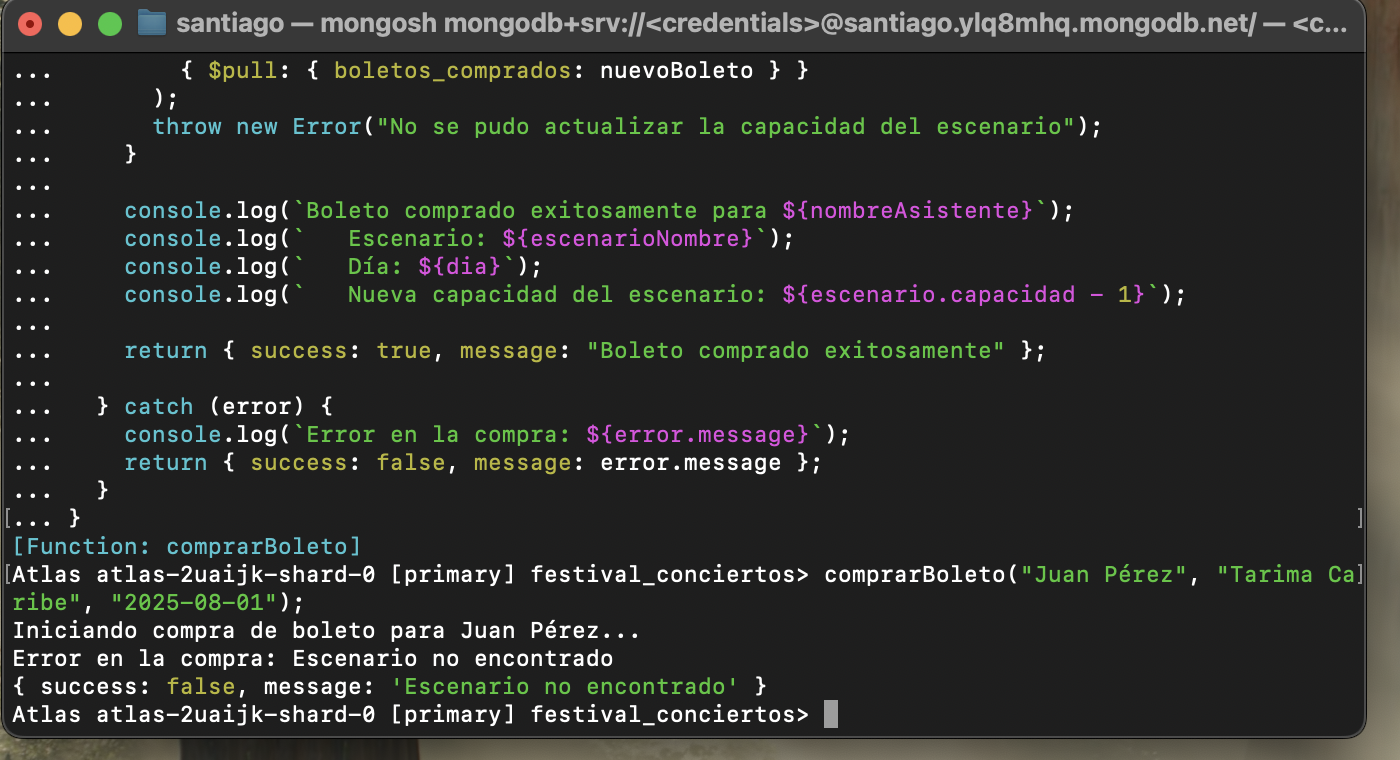 santiago — mongosh mongodb+srv://<credentials>@santiago.ylq8mhq.mongodb.net/ — <c...
...         { $pull: { boletos_comprados: nuevoBoleto } }
...       );
...       throw new Error("No se pudo actualizar la capacidad del escenario");
...     }
...
...     console.log(`Boleto comprado exitosamente para ${nombreAsistente}`);
...     console.log(`   Escenario: ${escenarioNombre}`);
...     console.log(`   Día: ${dia}`);
...     console.log(`   Nueva capacidad del escenario: ${escenario.capacidad - 1}`);
...
...     return { success: true, message: "Boleto comprado exitosamente" };
...
...   } catch (error) {
...     console.log(`Error en la compra: ${error.message}`);
...     return { success: false, message: error.message };
...   }
[... }                                                                                           ]
[Function: comprarBoleto]
[Atlas atlas-2uaijk-shard-0 [primary] festival_conciertos> comprarBoleto("Juan Pérez", "Tarima Ca]
ribe", "2025-08-01");
Iniciando compra de boleto para Juan Pérez...
Error en la compra: Escenario no encontrado
{ success: false, message: 'Escenario no encontrado' }
Atlas atlas-2uaijk-shard-0 [primary] festival_conciertos>